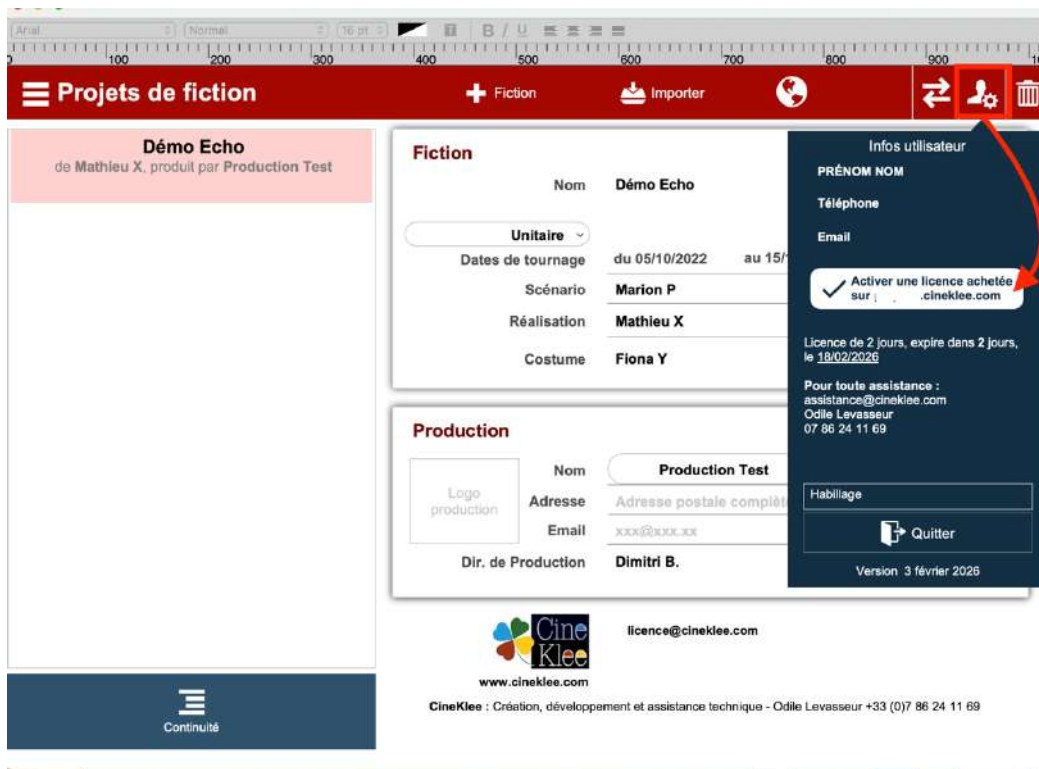 Arial
Normal
16 pt
B / U
100 200 300 400 500 600 700 800 900
Projets de fiction
Fiction
Importer
Démo Echo
de Mathieu X, produit par Production Test
Continuité
Fiction
Nom Démo Echo
Unitaire
Dates de tournage du 05/10/2022 au 15/
Scénario Marion P
Réalisation Mathieu X
Costume Fiona Y
Production
Logo
production
Nom Production Test
Adresse Adresse postale complèt
Email xxx@xxx.xx
Dir. de Production Dimitri B.
Infos utilisateur
PRÉNOM NOM
Téléphone
Email
Activer une licence achetée
sur .cineklee.com
Licence de 2 jours, expire dans 2 jours,
le 18/02/2026
Pour toute assistance :
assistance@cineklee.com
Odile Levasseur
07 86 24 11 69
Habillage
Quitter
Version 3 février 2026
Cine
Klee
licence@cineklee.com
www.cineklee.com
CineKlee : Création, développement et assistance technique - Odile Levasseur +33 (0)7 86 24 11 69